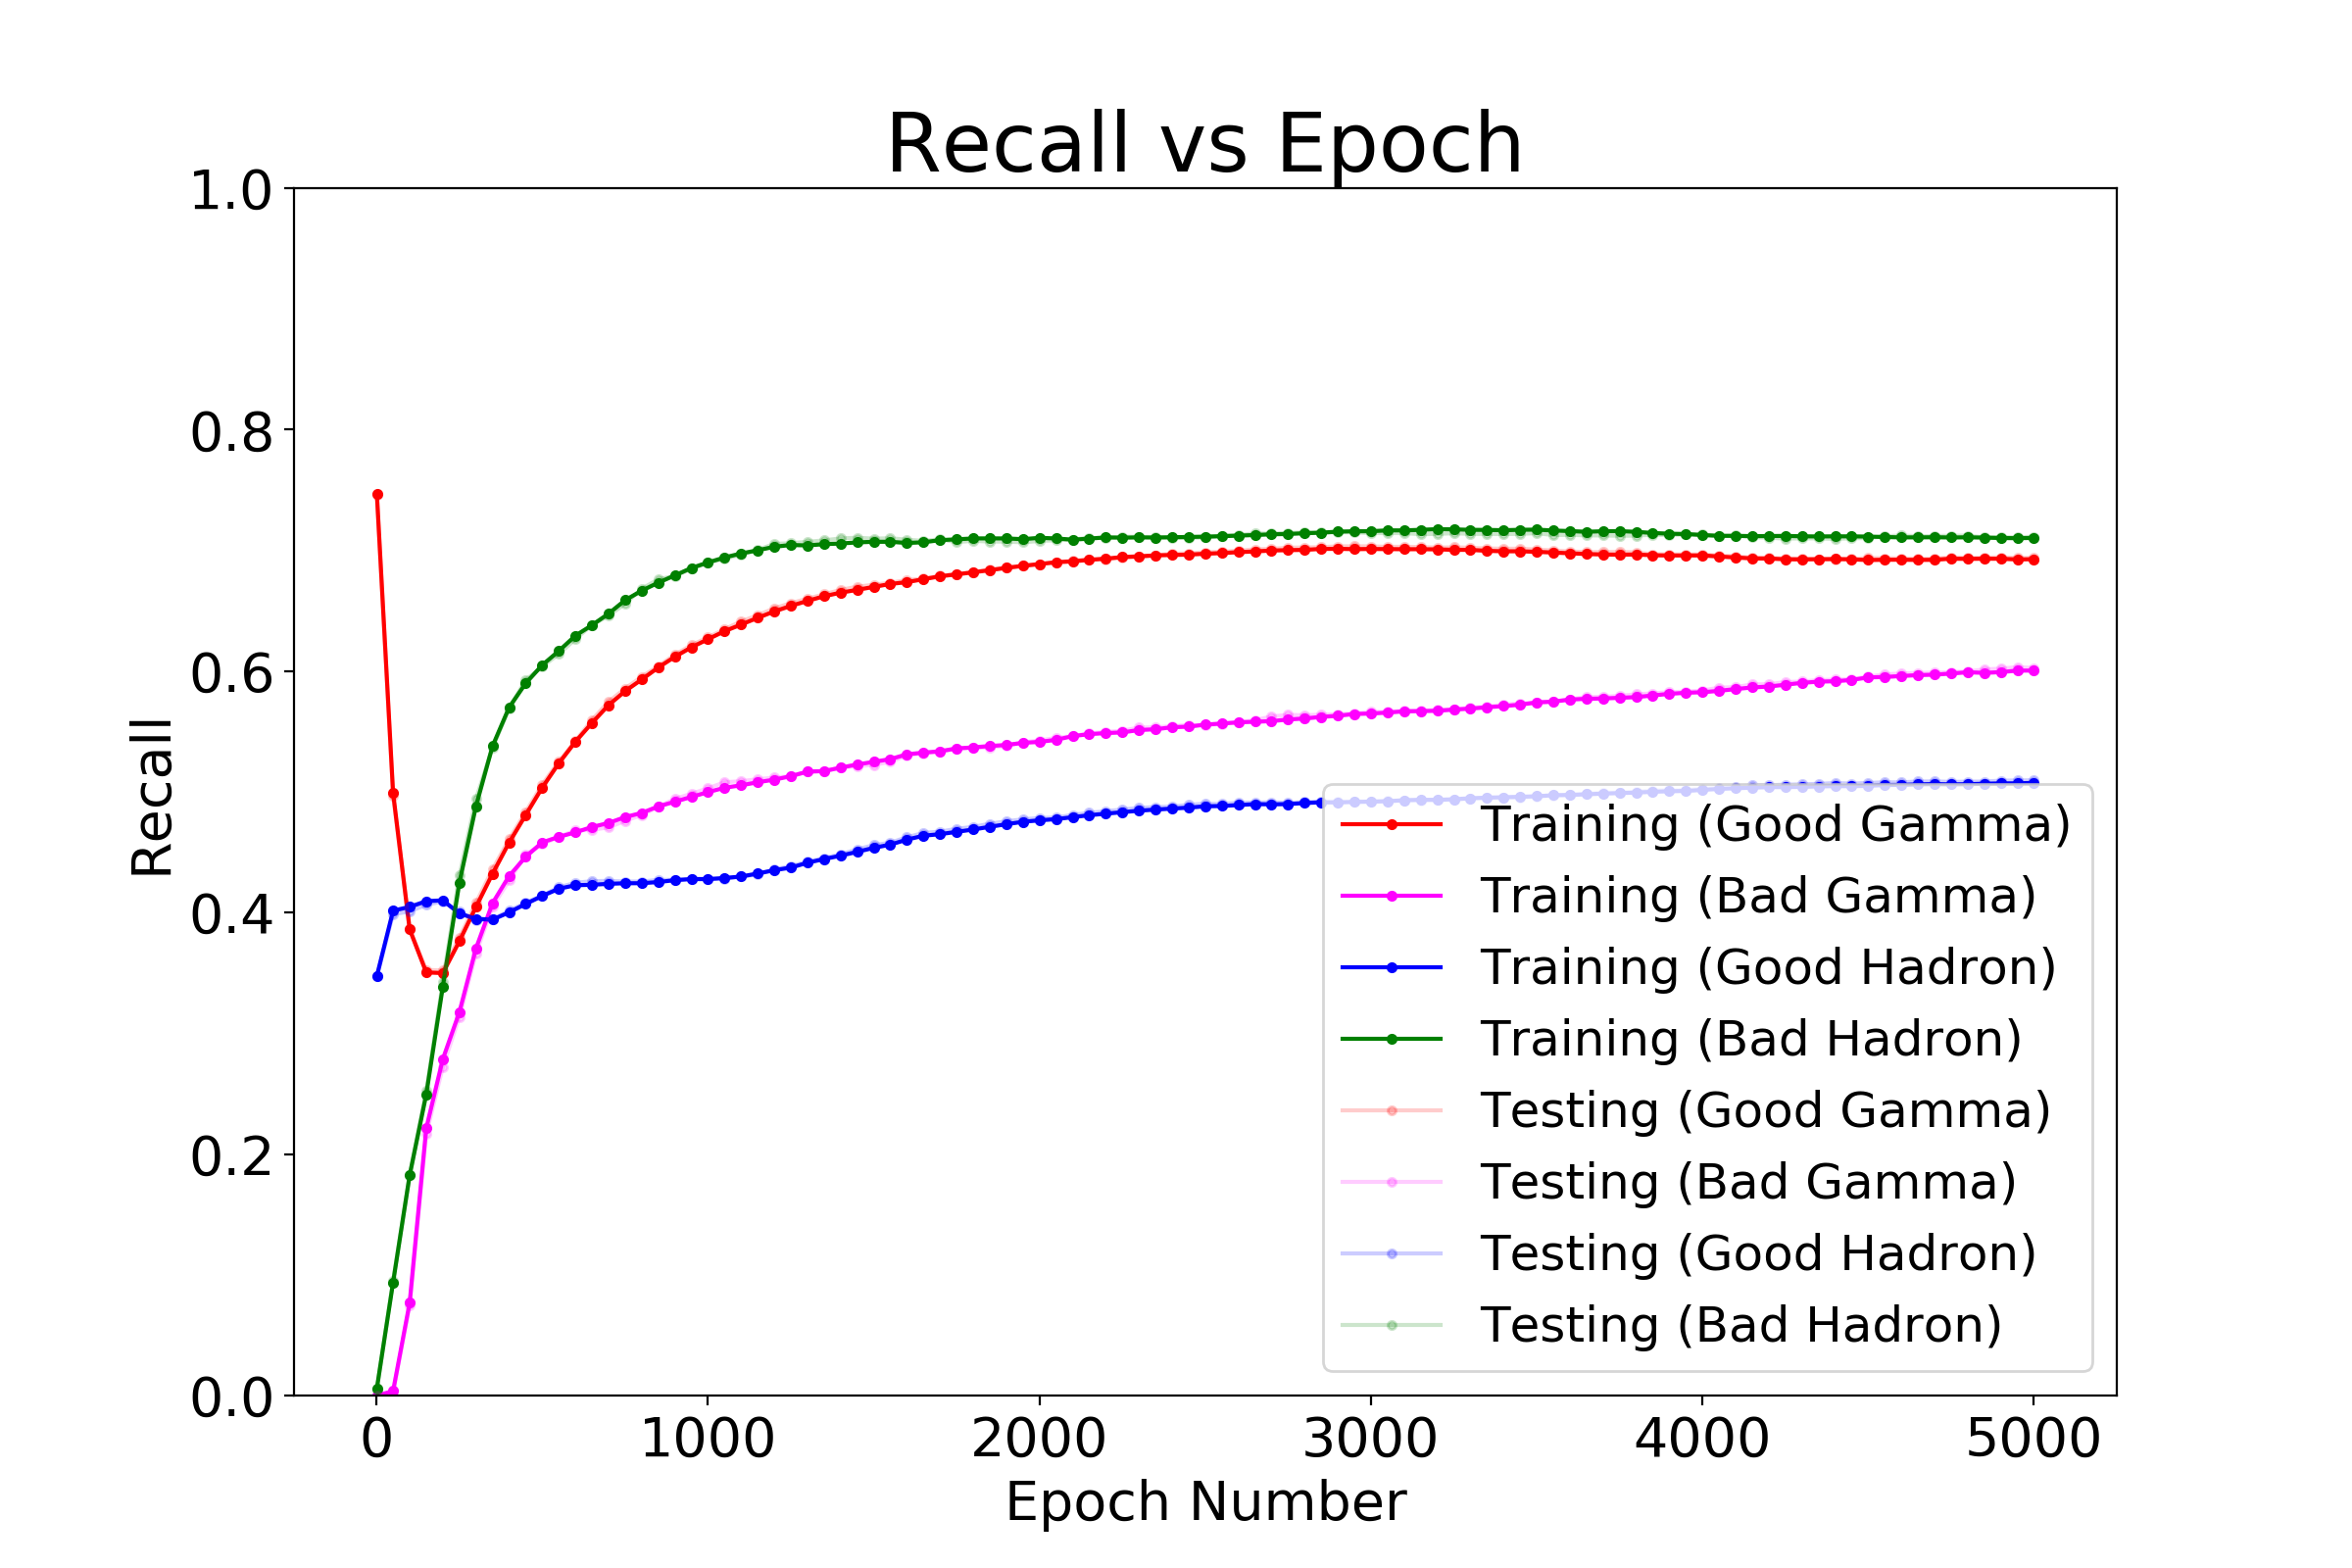 Recall vs Epoch
1.0
0.8
0.6
0.4
0.2
0.0
Recall
0 1000 2000 3000 4000 5000
Epoch Number
Training (Good Gamma)
Training (Bad Gamma)
Training (Good Hadron)
Training (Bad Hadron)
Testing (Good Gamma)
Testing (Bad Gamma)
Testing (Good Hadron)
Testing (Bad Hadron)